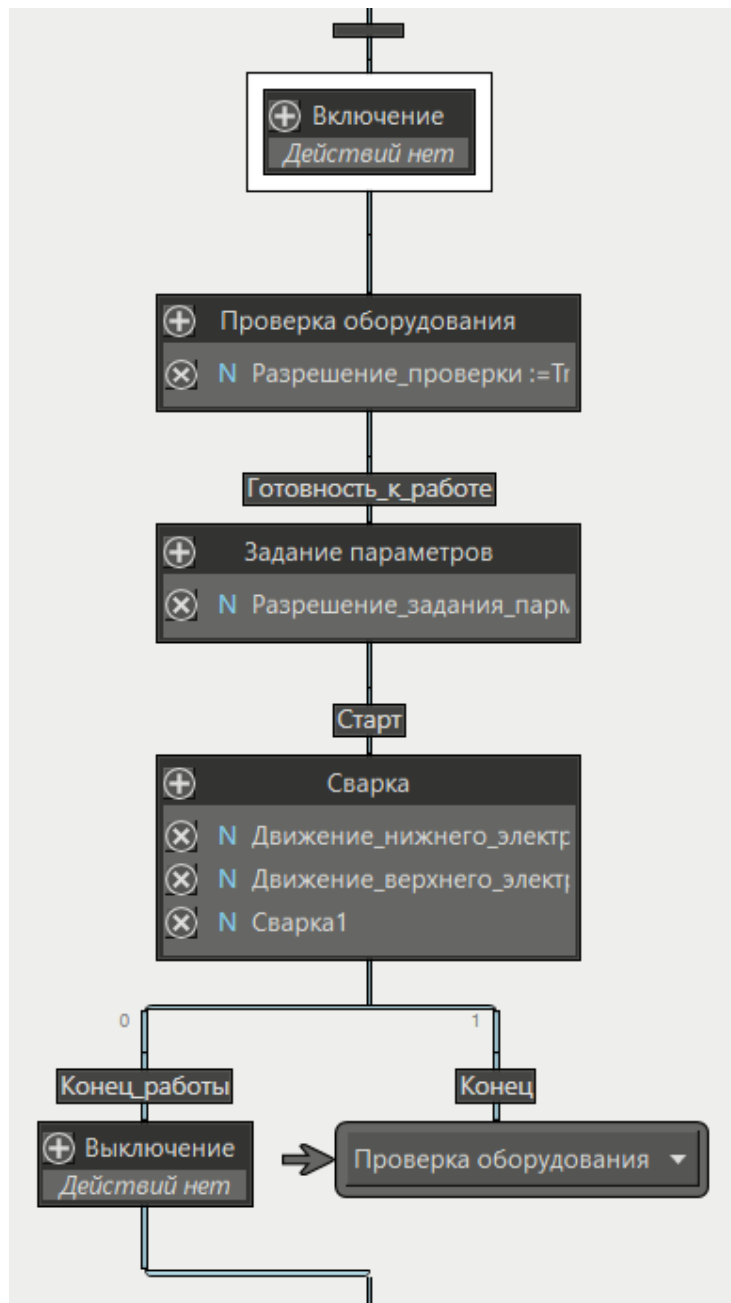 Включение
Действий нет
Проверка оборудования
N Разрешение_проверки :=Tr
Готовность_к_работе
Задание параметров
N Разрешение_задания_парм
Старт
Сварка
N Движение_нижнего_электр
N Движение_верхнего_электр
N Сварка1
0 1
Конец_работы Конец
Выключение
Действий нет
Проверка оборудования